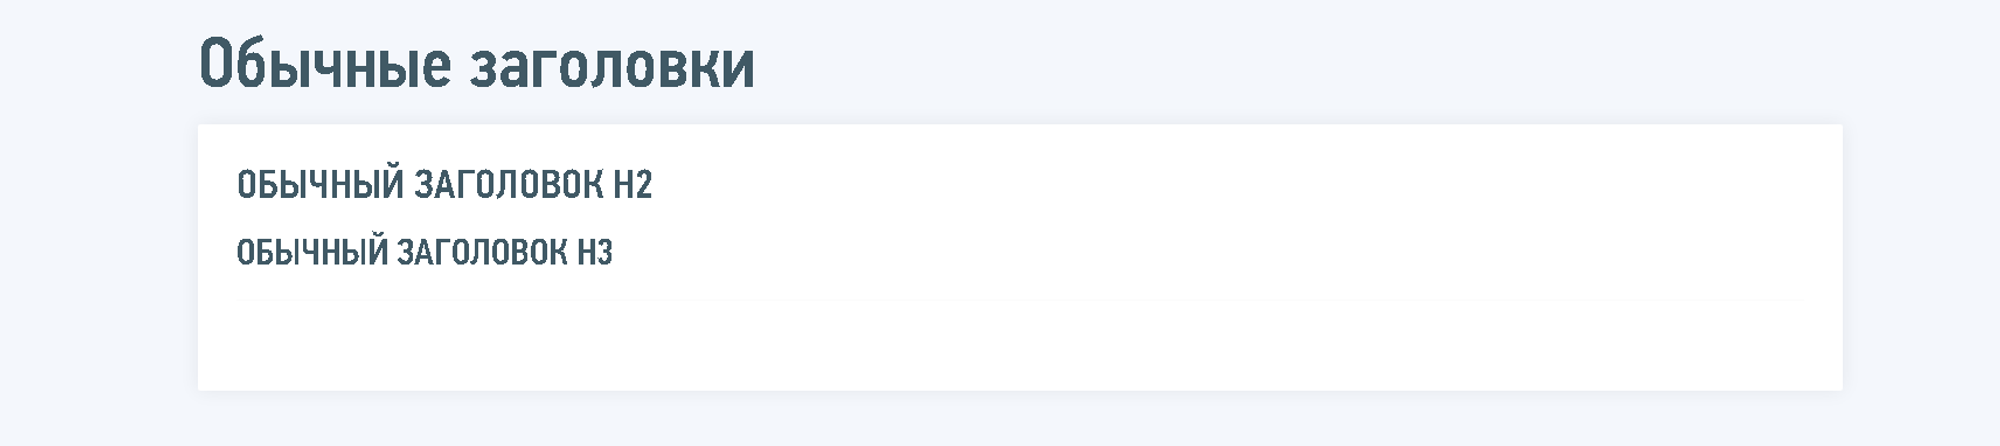 Обычные заголовки
ОБЫЧНЫЙ ЗАГОЛОВОК H2
ОБЫЧНЫЙ ЗАГОЛОВОК H3